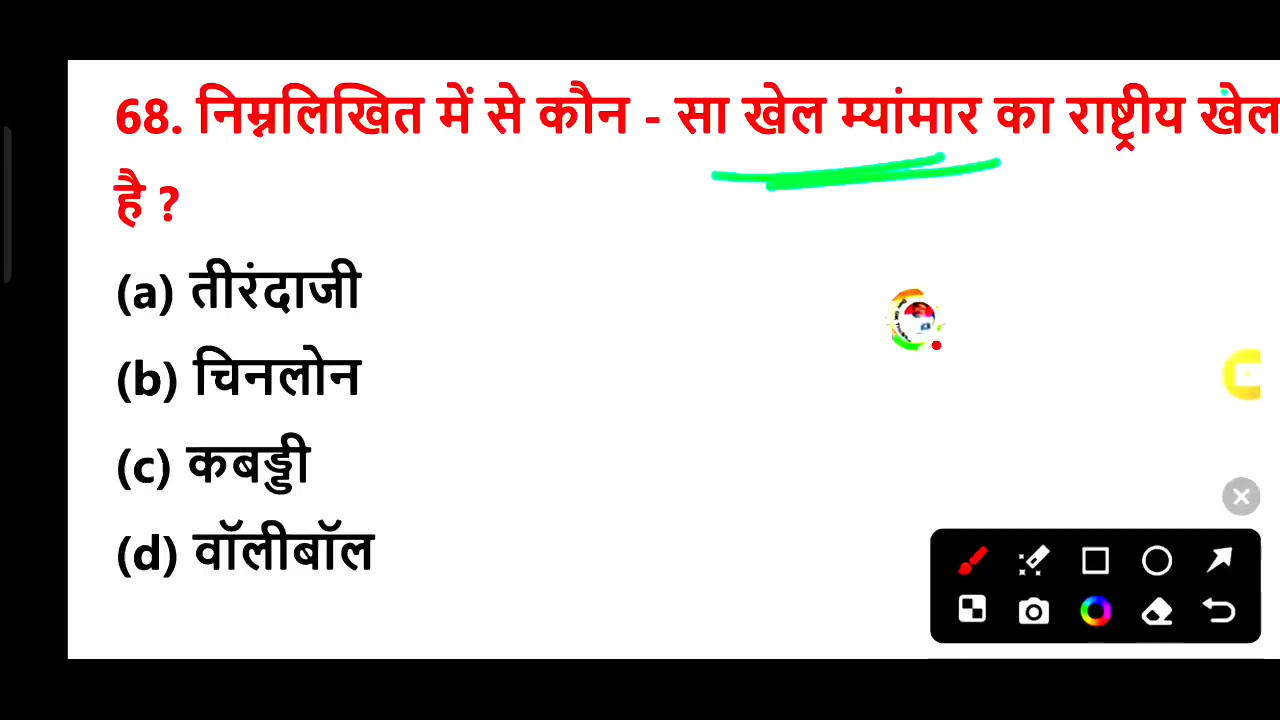 68. निम्नलिखित में से कौन - सा खेल म्यांमार का राष्ट्रीय खेल
है ?
(a) तीरंदाजी
(b) चिनलोन
(c) कबड्डी
(d) वॉलीबॉल